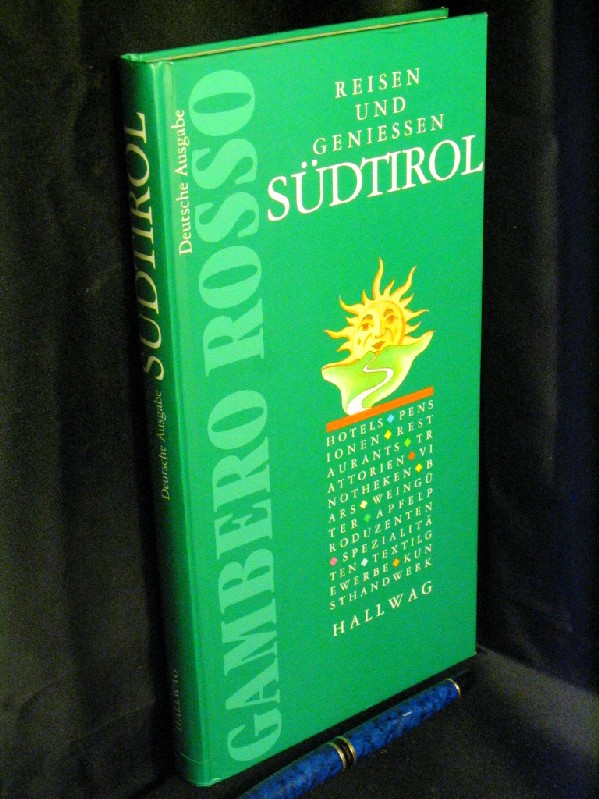 HALLWAG
Deutsche Ausgabe
SÜDTIROL
GAMBERO ROSSO
Deutsche Ausgabe
REISEN
UND
GENIESSEN
SÜDTIROL
HOTELS PENS
IONEN REST
AURANTS TR
ATTORIEN VI
NOTHEKEN B
ARS WEINGÜ
TER APFELP
RODUZENTEN
SPEZIALITÄ
TEN TEXTILG
EWERBE KUN
STHANDWERK
HALLWAG